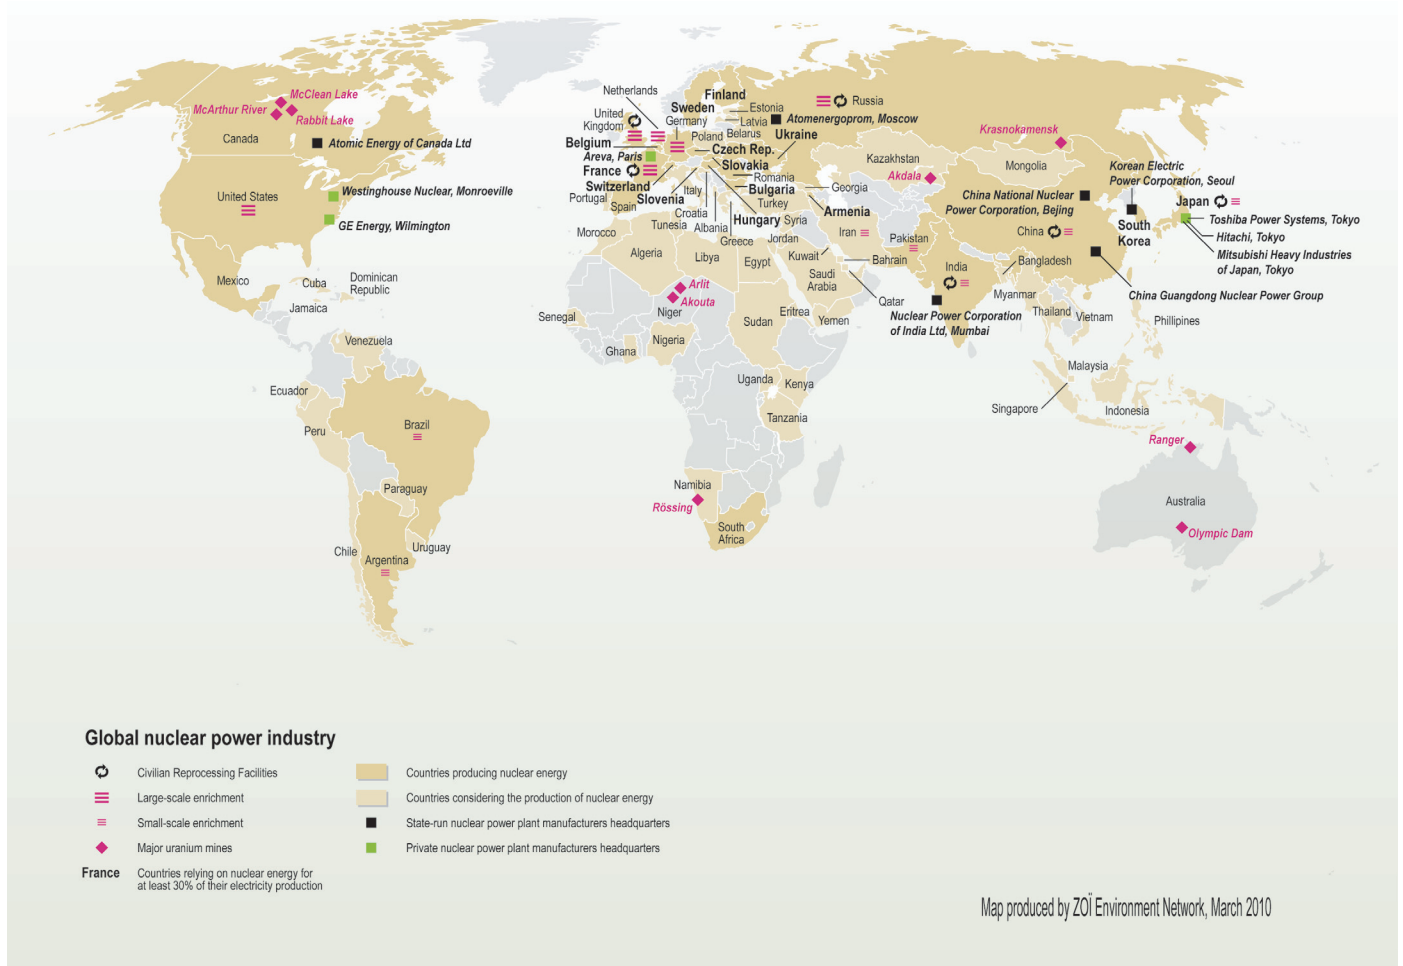 McClean Lake
McArthur River
Rabbit Lake
Canada
Atomic Energy of Canada Ltd
United States
Westinghouse Nuclear, Monroeville
GE Energy, Wilmington
Mexico
Cuba
Dominican
Republic
Jamaica
Venezuela
Ecuador
Peru
Brazil
Paraguay
Chile
Argentina
Uruguay
Netherlands
Finland
Sweden
Estonia
Russia
United
Kingdom
Germany
Latvia
Atomenergoprom, Moscow
Poland
Belarus
Ukraine
Belgium
Czech Rep.
Areva, Paris
Slovakia
France
Romania
Switzerland
Bulgaria
Portugal
Slovenia
Italy
Turkey
Georgia
Spain
Croatia
Armenia
Tunesia
Albania
Hungary
Syria
Morocco
Greece
Jordan
Iran
Pakistan
Algeria
Libya
Egypt
Kuwait
Bahrain
Saudi
Arabia
Qatar
Arlit
Akouta
Niger
Senegal
Sudan
Eritrea
Yemen
Ghana
Nigeria
Uganda
Kenya
Tanzania
Namibia
Rössing
South
Africa
Kazakhstan
Akdala
Krasnokamensk
Mongolia
Korean Electric
Power Corporation, Seoul
China National Nuclear
Power Corporation, Bejing
Japan
South
Korea
Toshiba Power Systems, Tokyo
Hitachi, Tokyo
Mitsubishi Heavy Industries
of Japan, Tokyo
China
India
Bangladesh
China Guangdong Nuclear Power Group
Nuclear Power Corporation
of India Ltd, Mumbai
Myanmar
Thailand
Vietnam
Phillipines
Malaysia
Singapore
Indonesia
Ranger
Australia
Olympic Dam
Global nuclear power industry
Civilian Reprocessing Facilities
Large-scale enrichment
Small-scale enrichment
Major uranium mines
France
Countries relying on nuclear energy for
at least 30% of their electricity production
Countries producing nuclear energy
Countries considering the production of nuclear energy
State-run nuclear power plant manufacturers headquarters
Private nuclear power plant manufacturers headquarters
Map produced by ZOÏ Environment Network, March 2010